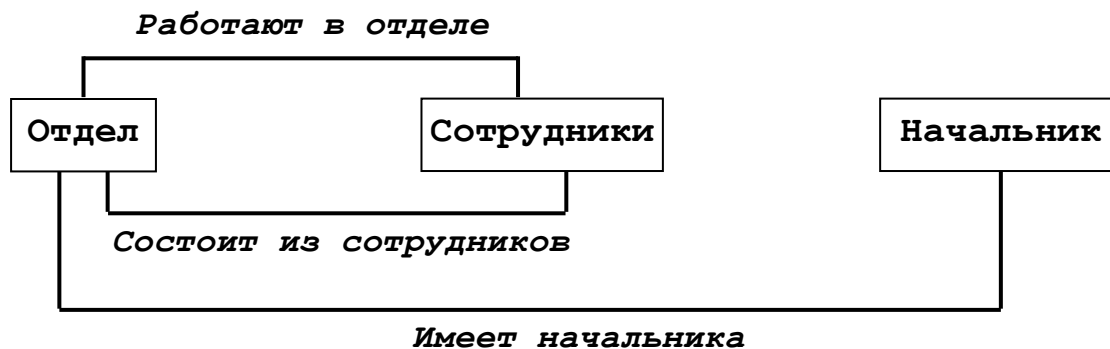 Работают в отделе
Отдел Сотрудники Начальник
Состоит из сотрудников
Имеет начальника